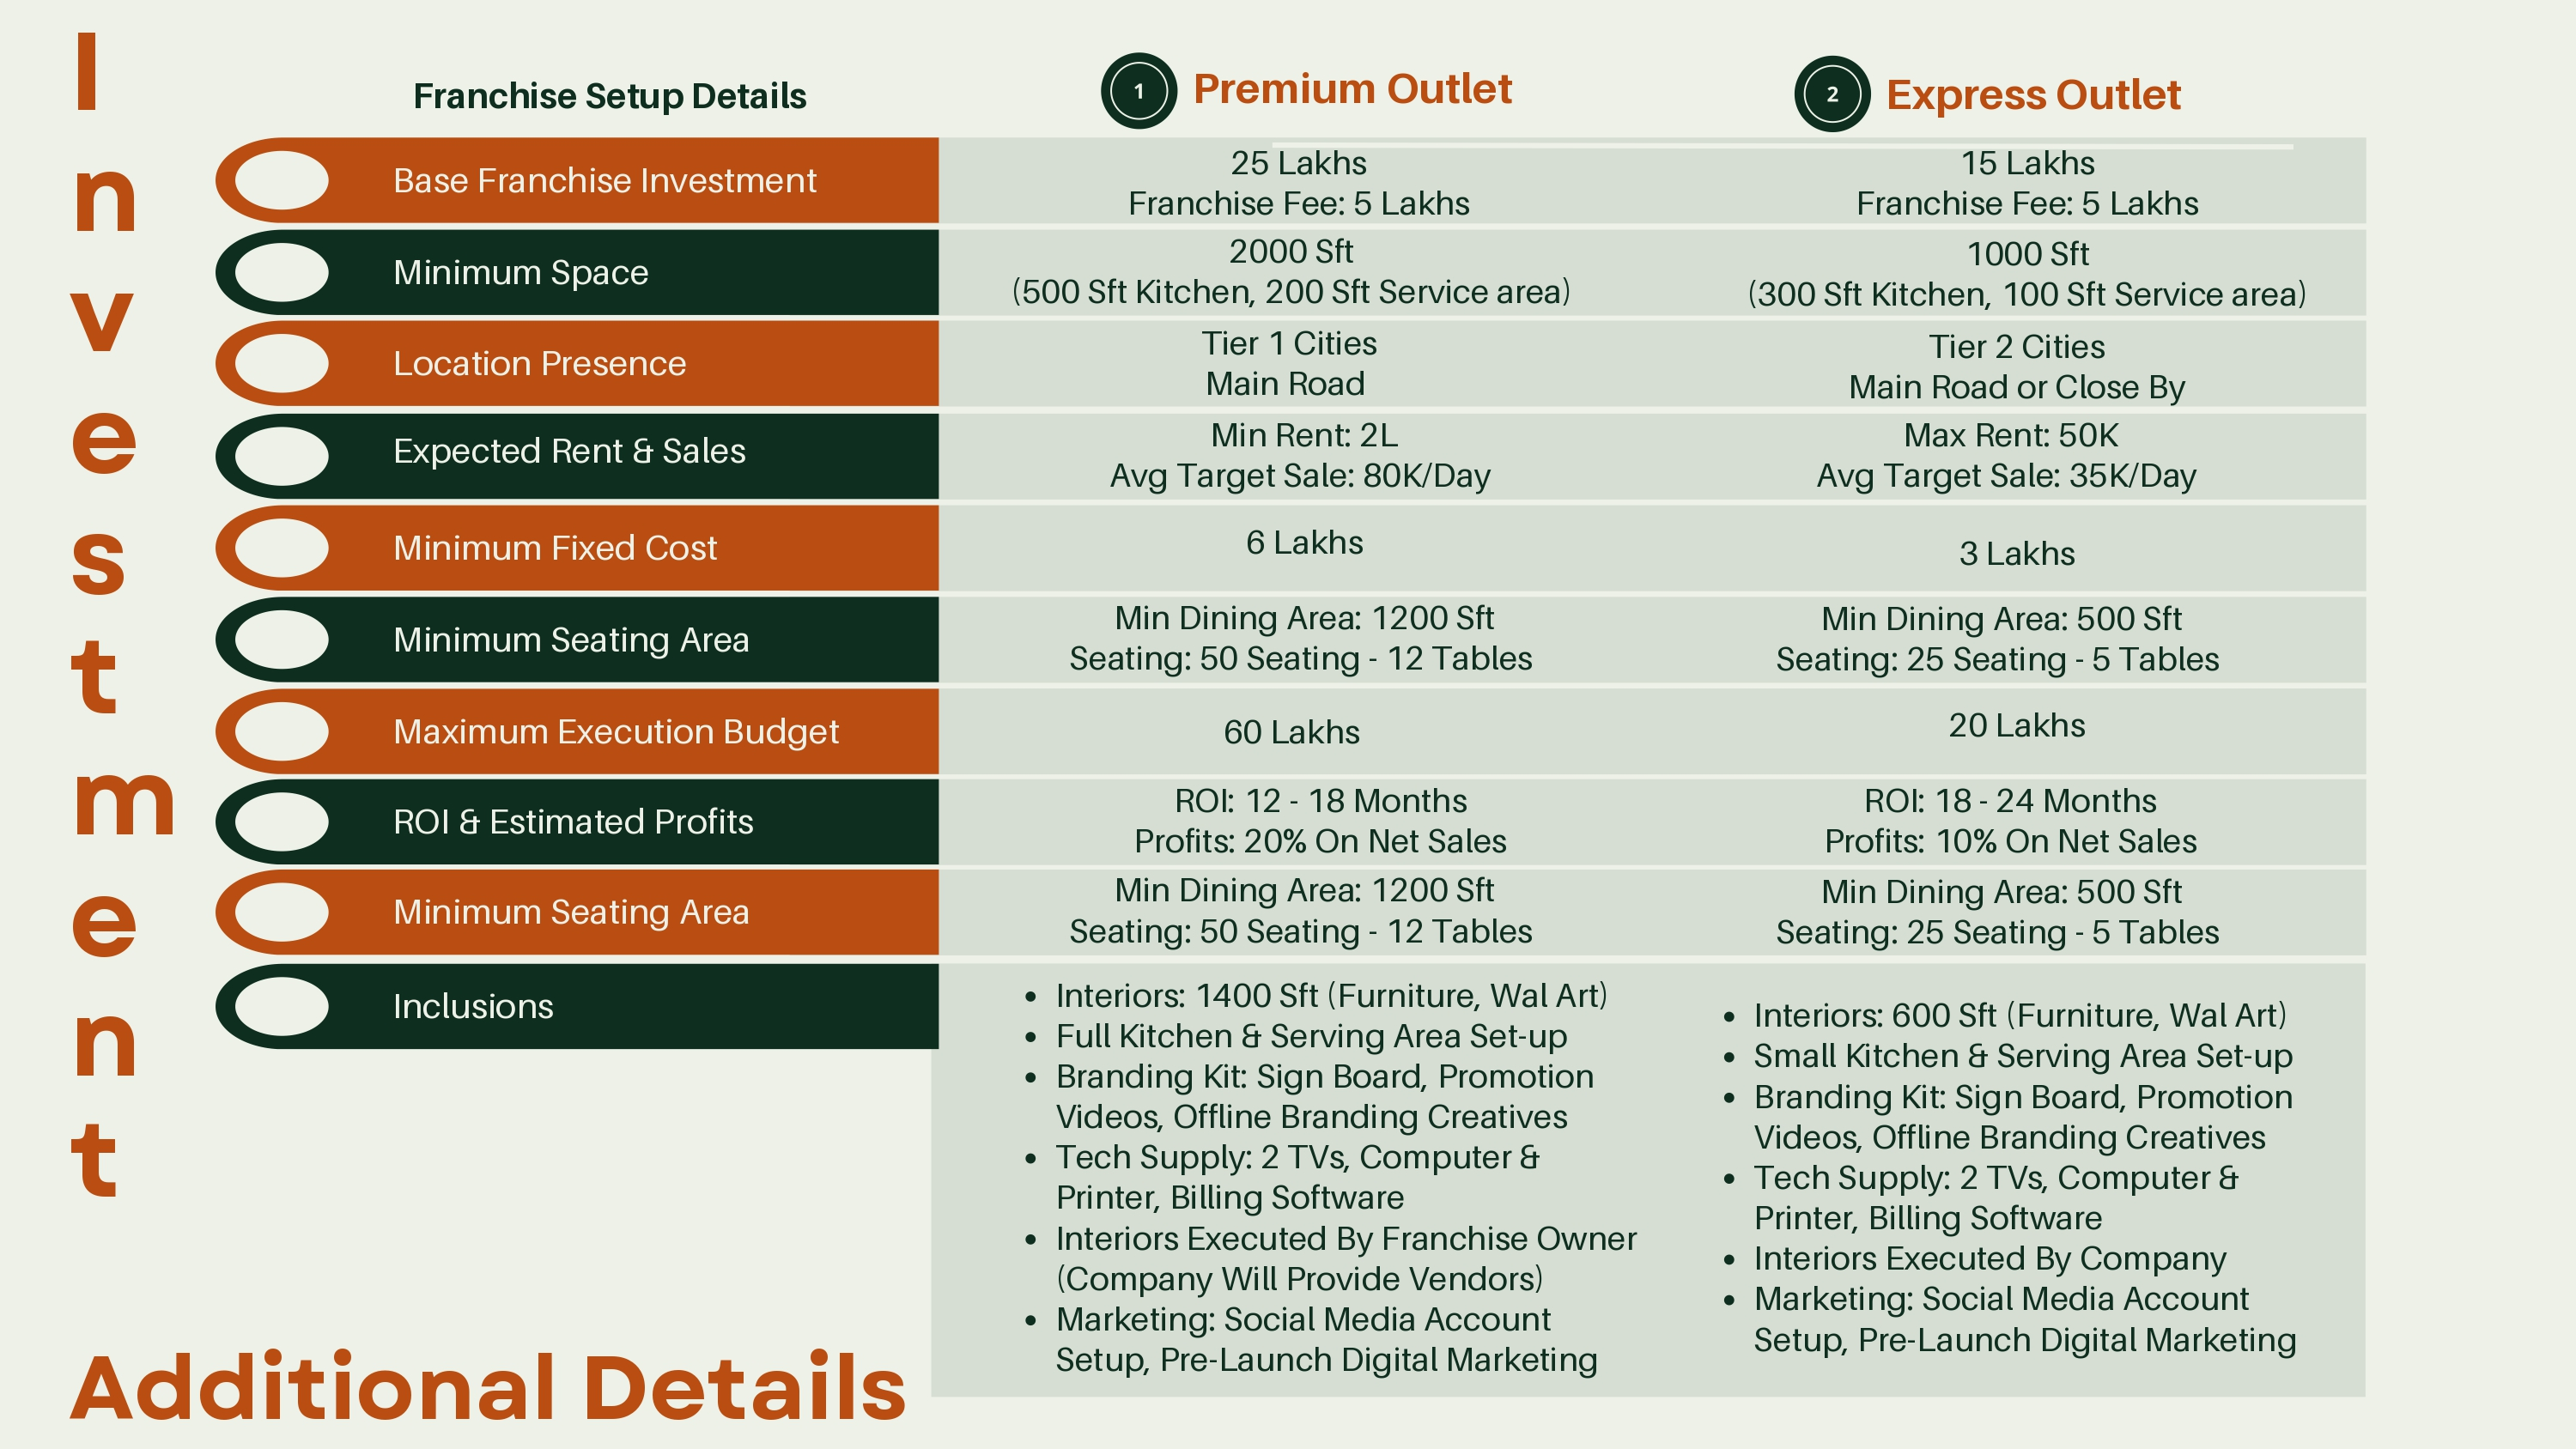 Investment
Franchise Setup Details
1 Premium Outlet
2 Express Outlet
Base Franchise Investment
25 Lakhs
Franchise Fee: 5 Lakhs
15 Lakhs
Franchise Fee: 5 Lakhs
Minimum Space
2000 Sft
(500 Sft Kitchen, 200 Sft Service area)
1000 Sft
(300 Sft Kitchen, 100 Sft Service area)
Location Presence
Tier 1 Cities
Main Road
Tier 2 Cities
Main Road or Close By
Expected Rent & Sales
Min Rent: 2L
Avg Target Sale: 80K/Day
Max Rent: 50K
Avg Target Sale: 35K/Day
Minimum Fixed Cost
6 Lakhs
3 Lakhs
Minimum Seating Area
Min Dining Area: 1200 Sft
Seating: 50 Seating - 12 Tables
Min Dining Area: 500 Sft
Seating: 25 Seating - 5 Tables
Maximum Execution Budget
60 Lakhs
20 Lakhs
ROI & Estimated Profits
ROI: 12 - 18 Months
Profits: 20% On Net Sales
ROI: 18 - 24 Months
Profits: 10% On Net Sales
Minimum Seating Area
Min Dining Area: 1200 Sft
Seating: 50 Seating - 12 Tables
Min Dining Area: 500 Sft
Seating: 25 Seating - 5 Tables
Inclusions
• Interiors: 1400 Sft (Furniture, Wal Art)
• Full Kitchen & Serving Area Set-up
• Branding Kit: Sign Board, Promotion
Videos, Offline Branding Creatives
• Tech Supply: 2 TVs, Computer &
Printer, Billing Software
• Interiors Executed By Franchise Owner
(Company Will Provide Vendors)
• Marketing: Social Media Account
Setup, Pre-Launch Digital Marketing
• Interiors: 600 Sft (Furniture, Wal Art)
• Small Kitchen & Serving Area Set-up
• Branding Kit: Sign Board, Promotion
Videos, Offline Branding Creatives
• Tech Supply: 2 TVs, Computer &
Printer, Billing Software
• Interiors Executed By Company
• Marketing: Social Media Account
Setup, Pre-Launch Digital Marketing
Additional Details